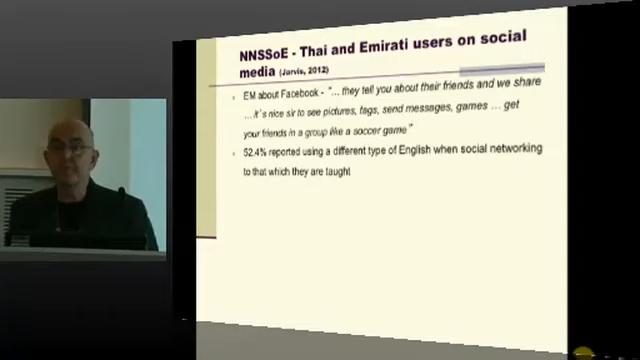 NNSSoE - Thai and Emirati users on social
media (Jarvis, 2012)
EM about Facebook - "... they tell you about their friends and we share
...it's nice sir to see pictures, tags, send messages, games ... get
your friends in a group like a soccer game"
52.4% reported using a different type of English when social networking
to that which they are taught